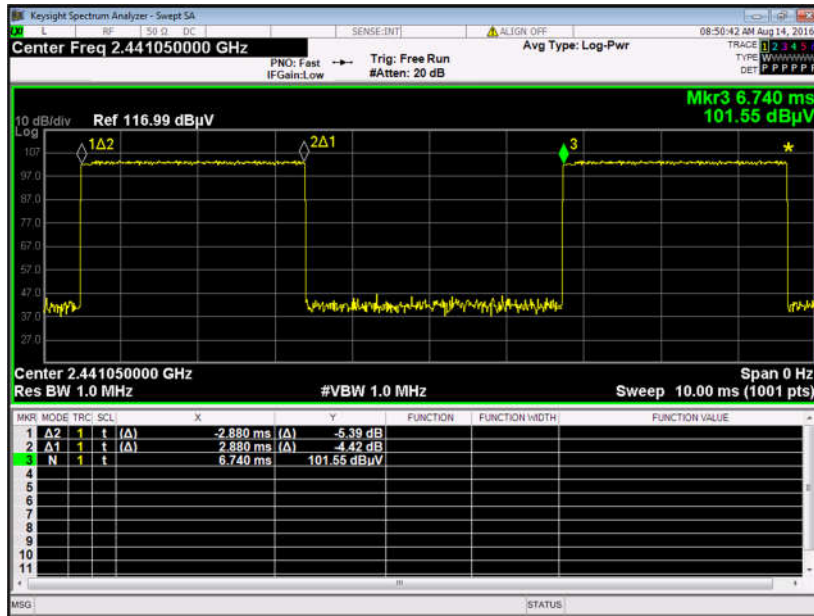 Keysight Spectrum Analyzer - Swept SA
L RF 50 Ω DC SENSE:INT ALIGN OFF 08:50:42 AM Aug 14, 2016
Center Freq 2.441050000 GHz
PNO: Fast
IFGain:Low
Trig: Free Run
#Atten: 20 dB
Avg Type: Log-Pwr
TRACE 1 2 3 4 5 6
TYPE W W W W W W
DET P P P P P P
Mkr3 6.740 ms
101.55 dBµV
10 dB/div Ref 116.99 dBµV
Log
1Δ2 2Δ1 3 *
107
97.0
87.0
77.0
67.0
57.0
47.0
37.0
27.0
Center 2.441050000 GHz Span 0 Hz
Res BW 1.0 MHz #VBW 1.0 MHz Sweep 10.00 ms (1001 pts)
MKR MODE TRC SCL X Y FUNCTION FUNCTION WIDTH FUNCTION VALUE
1 Δ2 1 t (Δ) -2.880 ms (Δ) -5.39 dB
2 Δ1 1 t (Δ) 2.880 ms (Δ) -4.42 dB
3 N 1 t 6.740 ms 101.55 dBµV
4
5
6
7
8
9
10
11
MSG STATUS